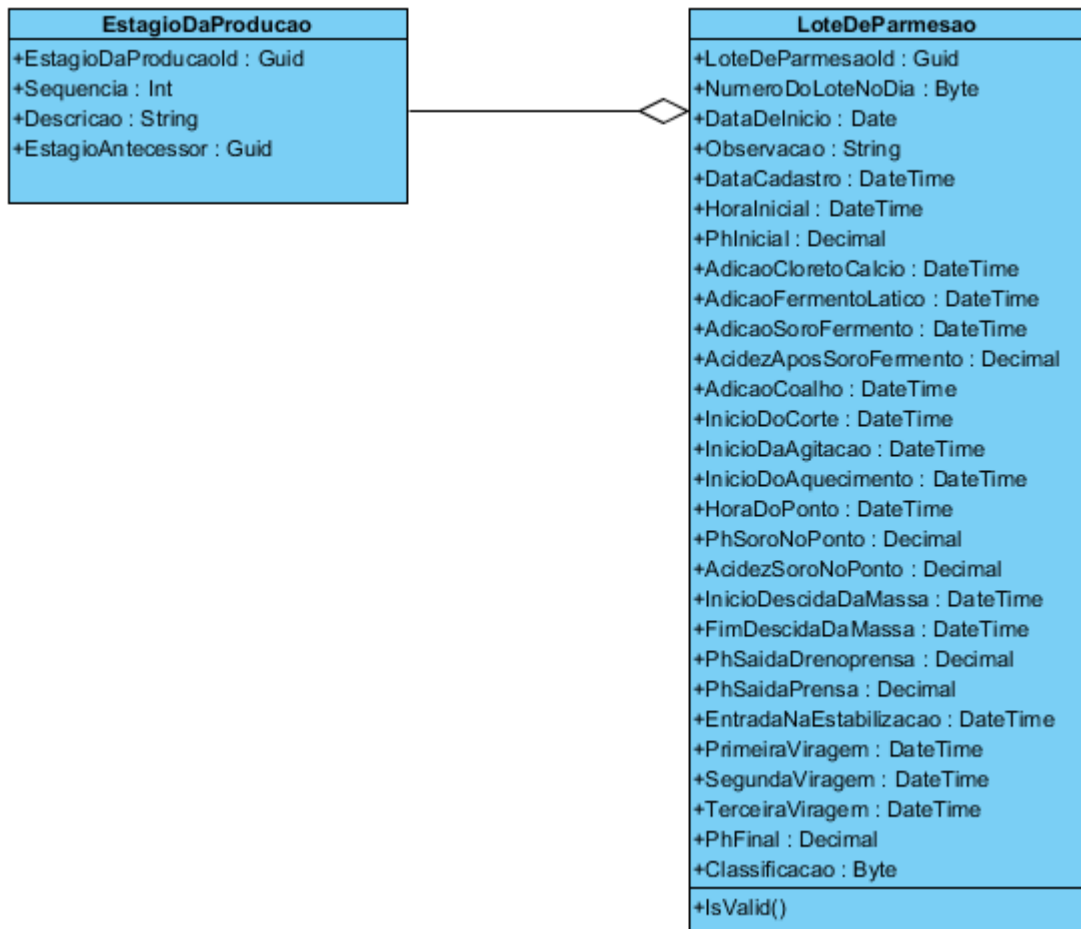 EstagioDaProducao
+EstagioDaProducaoId : Guid
+Sequencia : Int
+Descricao : String
+EstagioAntecessor : Guid
LoteDeParmesao
+LoteDeParmesaoId : Guid
+NumeroDoLoteNoDia : Byte
+DataDeInicio : Date
+Observacao : String
+DataCadastro : DateTime
+HoraInicial : DateTime
+PhInicial : Decimal
+AdicaoCloretoCalcio : DateTime
+AdicaoFermentoLatico : DateTime
+AdicaoSoroFermento : DateTime
+AcidezAposSoroFermento : Decimal
+AdicaoCoalho : DateTime
+InicioDoCorte : DateTime
+InicioDaAgitacao : DateTime
+InicioDoAquecimento : DateTime
+HoraDoPonto : DateTime
+PhSoroNoPonto : Decimal
+AcidezSoroNoPonto : Decimal
+InicioDescidaDaMassa : DateTime
+FimDescidaDaMassa : DateTime
+PhSaidaDrenoprensa : Decimal
+PhSaidaPrensa : Decimal
+EntradaNaEstabilizacao : DateTime
+PrimeiraViragem : DateTime
+SegundaViragem : DateTime
+TerceiraViragem : DateTime
+PhFinal : Decimal
+Classificacao : Byte
+IsValid()